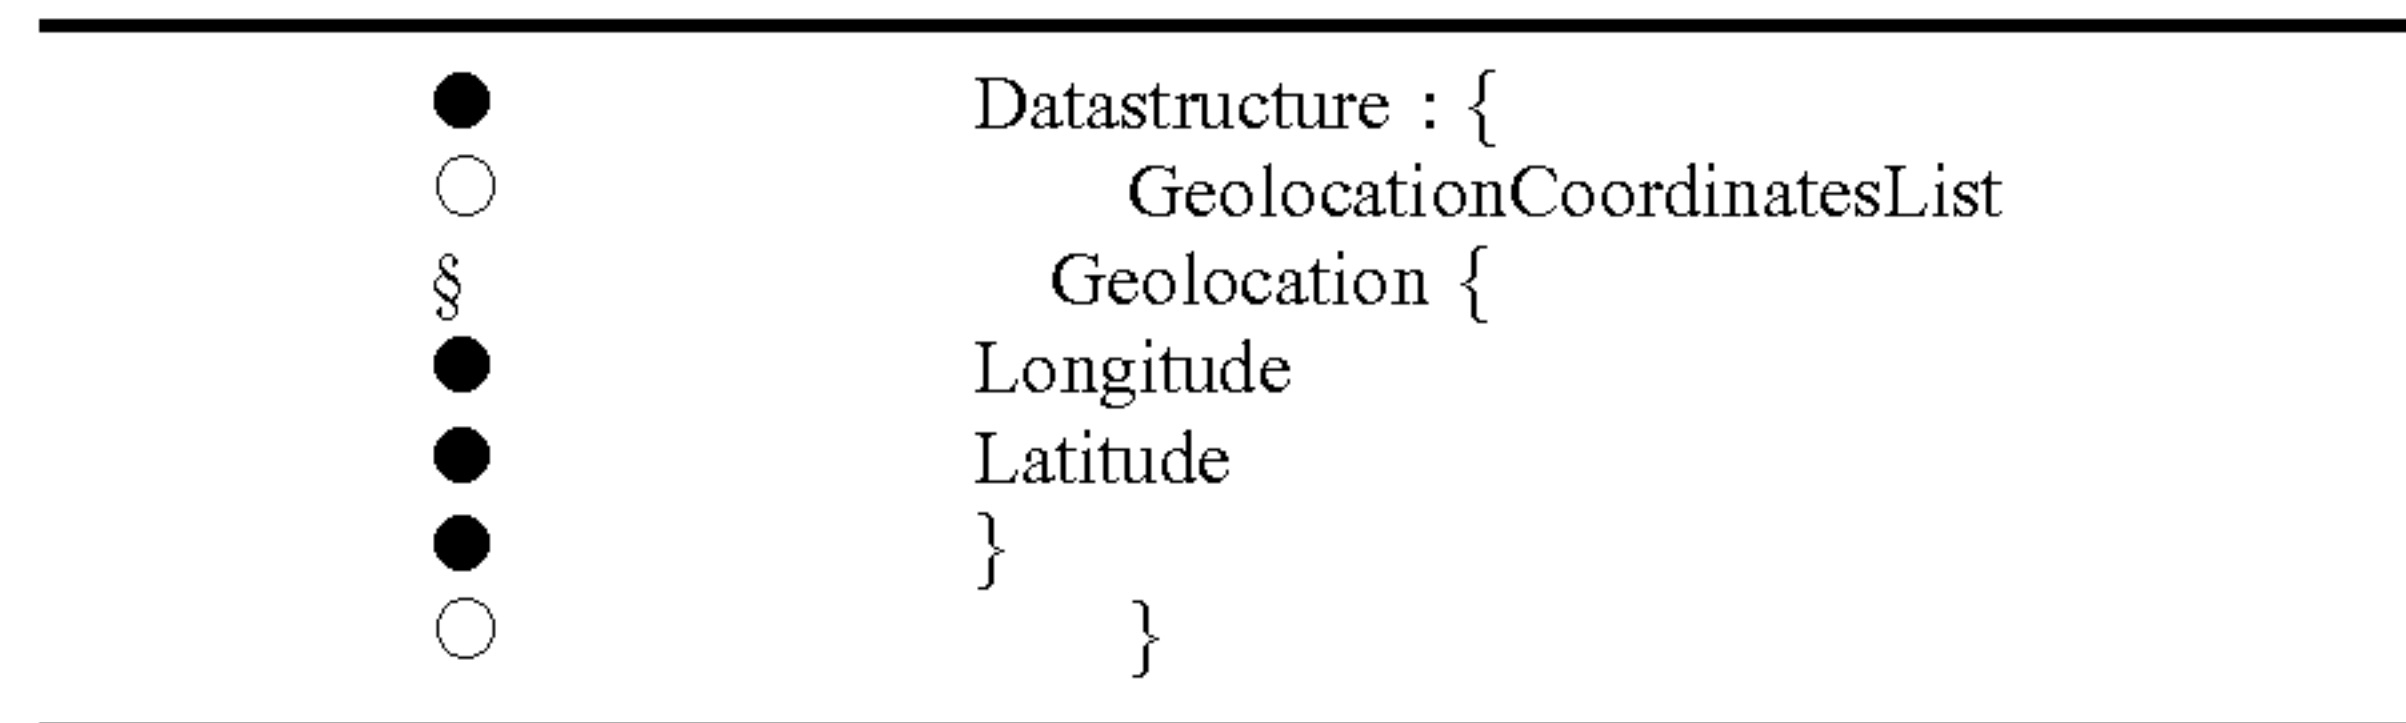 ● Datastructure : {
○ GeolocationCoordinatesList
§ Geolocation {
● Longitude
● Latitude
● }
○ }